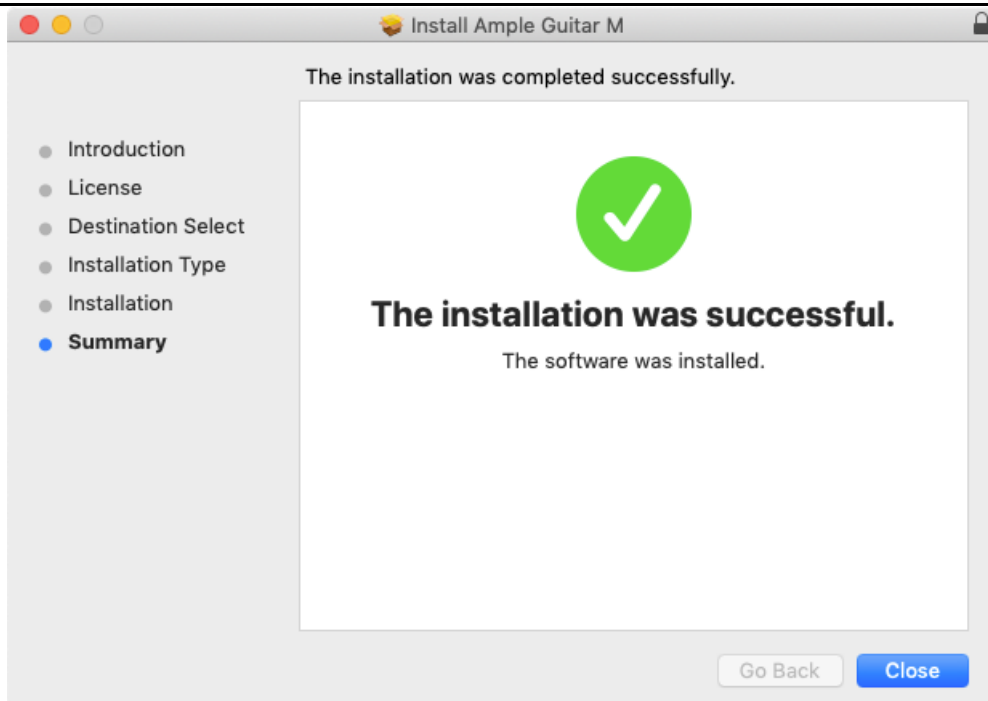 Install Ample Guitar M
The installation was completed successfully.
Introduction
License
Destination Select
Installation Type
Installation
Summary
The installation was successful.
The software was installed.
Go Back
Close